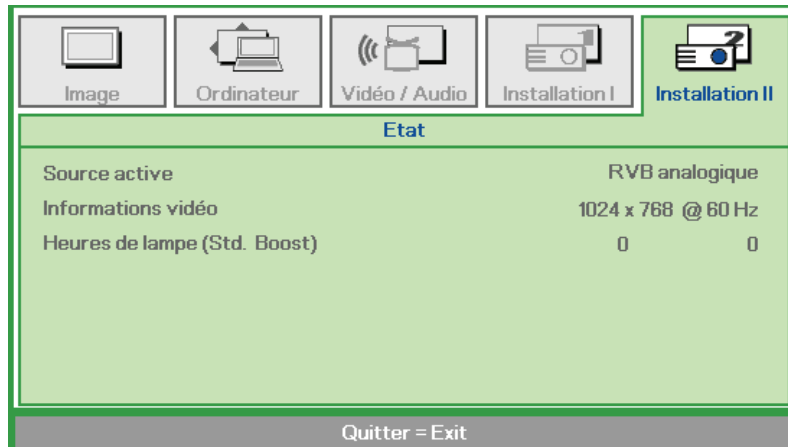 Image Ordinateur Vidéo / Audio Installation I Installation II
Etat
Source active RVB analogique
Informations vidéo 1024 x 768 @ 60 Hz
Heures de lampe (Std. Boost) 0 0
Quitter = Exit